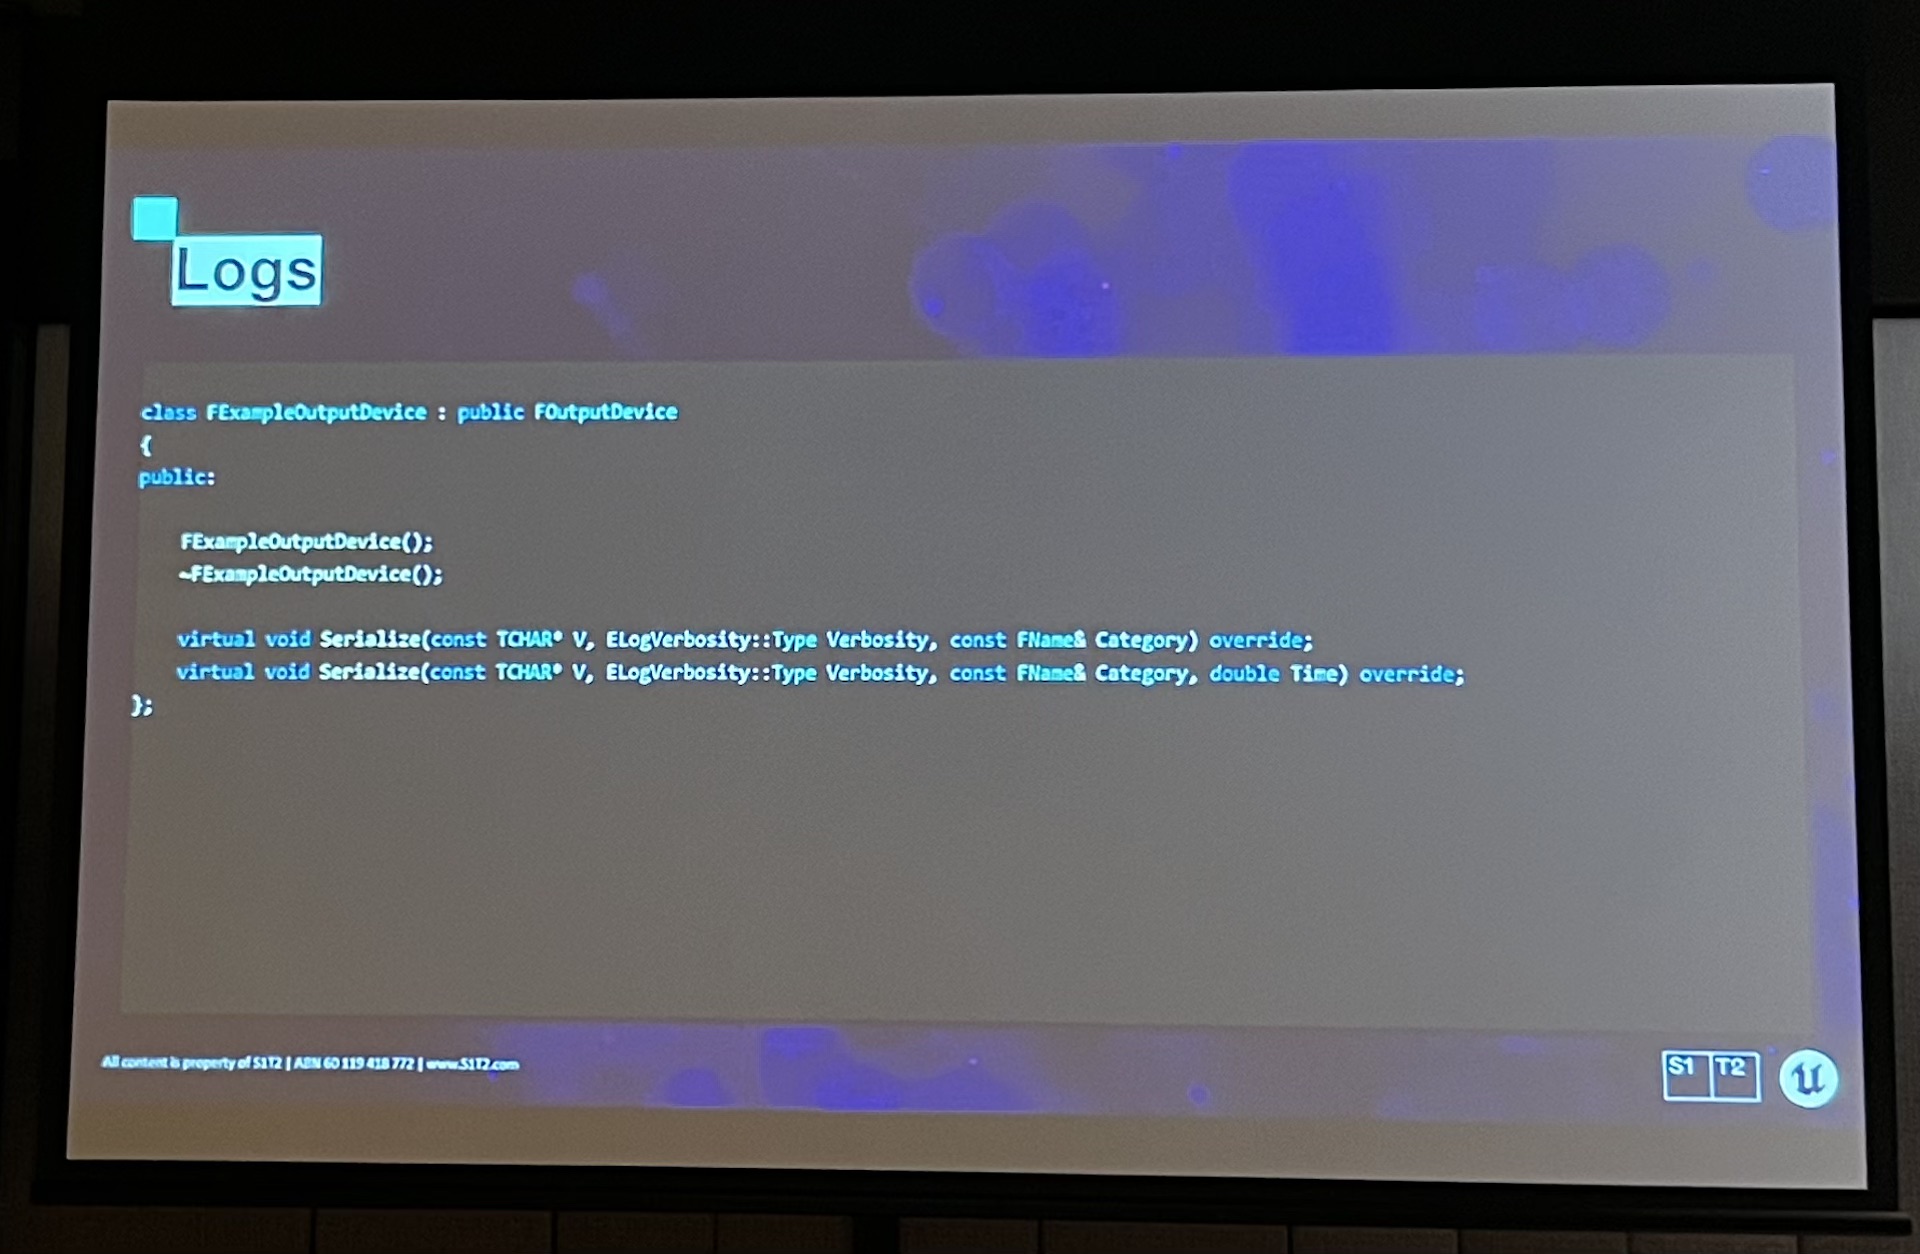 Logs
class FExampleOutputDevice : public FOutputDevice
{
public:
FExampleOutputDevice();
~FExampleOutputDevice();
virtual void Serialize(const TCHAR* V, ELogVerbosity::Type Verbosity, const FName& Category) override;
virtual void Serialize(const TCHAR* V, ELogVerbosity::Type Verbosity, const FName& Category, double Time) override;
};
All content is property of S1T2 | ABN 60 119 418 772 | www.S1T2.com
S1 T2